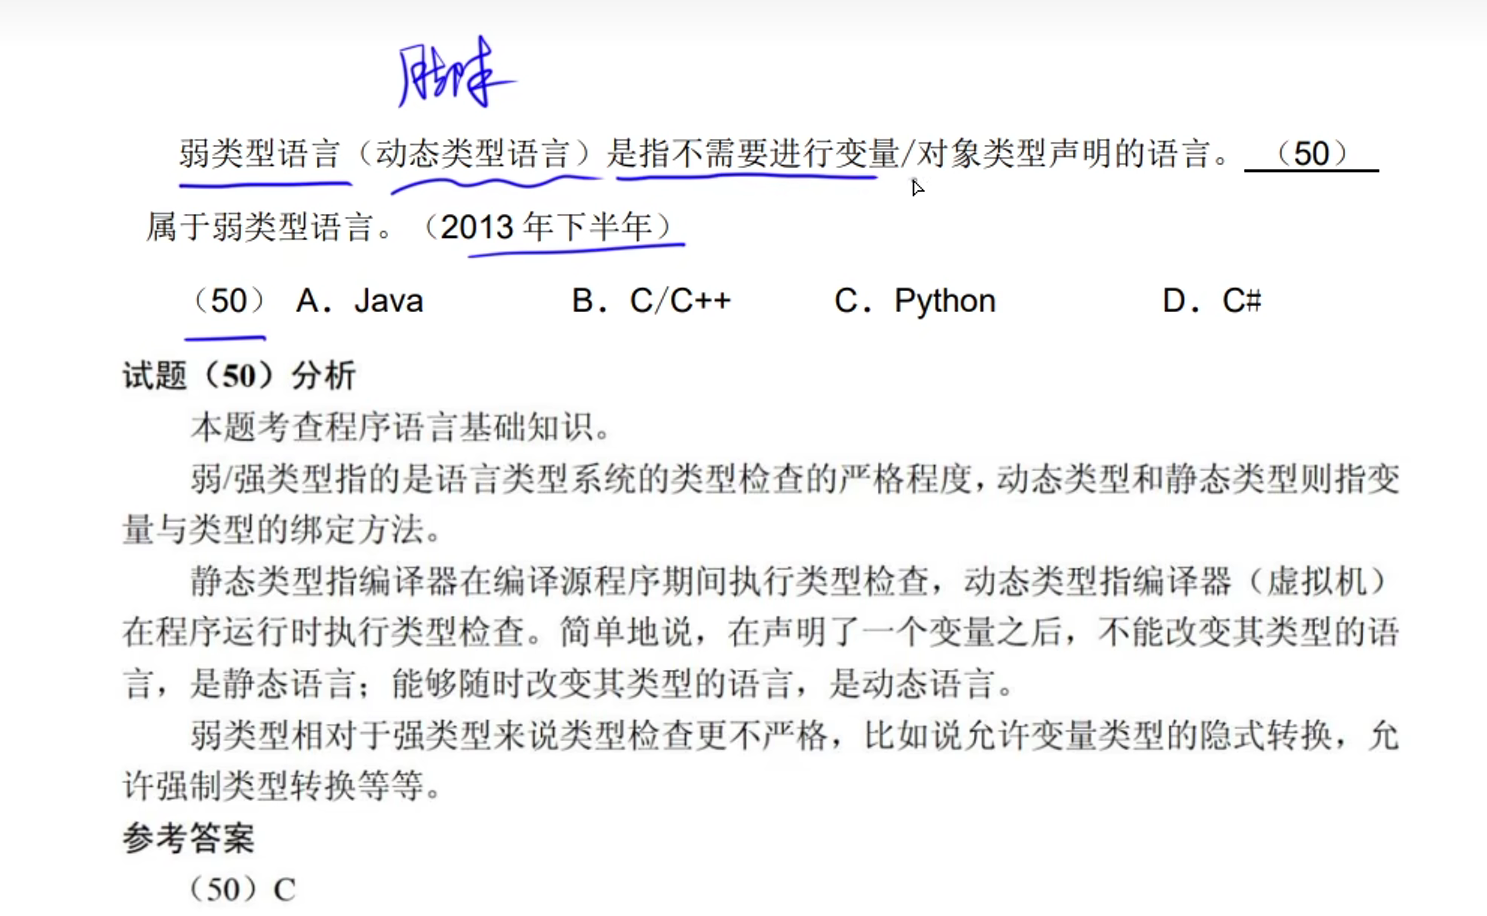 脚本
弱类型语言（动态类型语言）是指不需要进行变量/对象类型声明的语言。（50）
属于弱类型语言。（2013 年下半年）
（50） A. Java B. C/C++ C. Python D. C#
试题（50）分析
本题考查程序语言基础知识。
弱/强类型指的是语言类型系统的类型检查的严格程度，动态类型和静态类型则指变
量与类型的绑定方法。
静态类型指编译器在编译源程序期间执行类型检查，动态类型指编译器（虚拟机）
在程序运行时执行类型检查。简单地说，在声明了一个变量之后，不能改变其类型的语
言，是静态语言；能够随时改变其类型的语言，是动态语言。
弱类型相对于强类型来说类型检查更不严格，比如说允许变量类型的隐式转换，允
许强制类型转换等等。
参考答案
（50）C